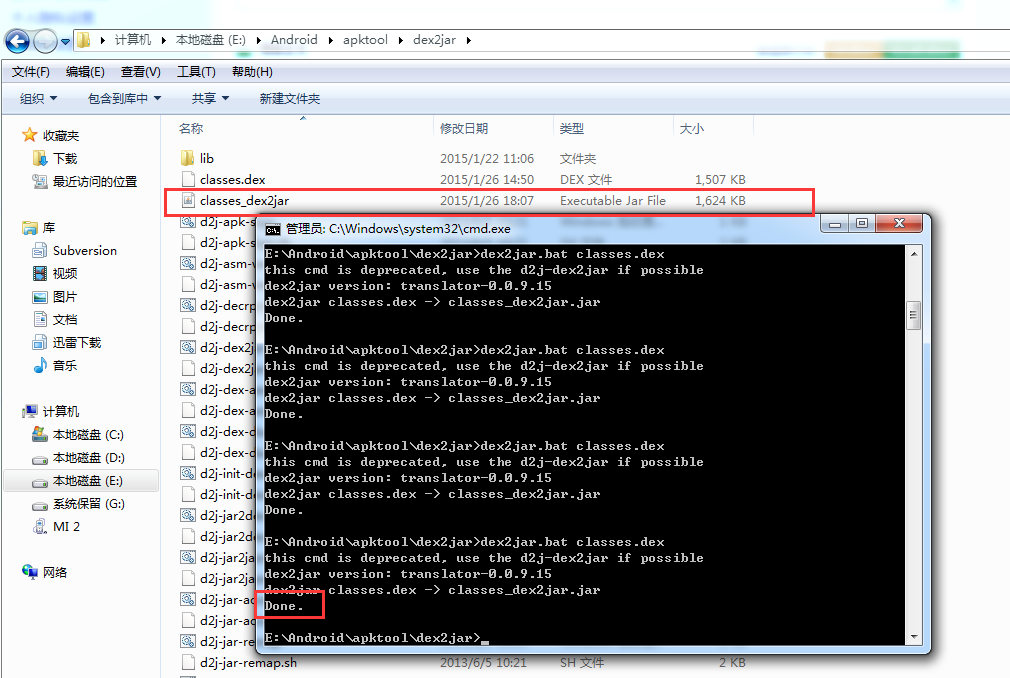 计算机 本地磁盘 (E:) Android apktool dex2jar
文件(F) 编辑(E) 查看(V) 工具(T) 帮助(H)
组织 包含到库中 共享 新建文件夹
收藏夹
下载
最近访问的位置
库
Subversion
视频
图片
文档
迅雷下载
音乐
计算机
本地磁盘 (C:)
本地磁盘 (D:)
本地磁盘 (E:)
系统保留 (G:)
MI 2
网络
名称 修改日期 类型 大小
lib 2015/1/22 11:06 文件夹
classes.dex 2015/1/26 14:50 DEX 文件 1,507 KB
classes_dex2jar 2015/1/26 18:07 Executable Jar File 1,624 KB
d2j-apk-s
d2j-apk-s
d2j-asm-v
d2j-asm-v
d2j-decrp
d2j-decrp
d2j-dex2j
d2j-dex2j
d2j-dex-a
d2j-dex-a
d2j-dex-d
d2j-dex-d
d2j-init-d
d2j-init-d
d2j-jar2d
d2j-jar2d
d2j-jar2ja
d2j-jar2ja
d2j-jar-ac
d2j-jar-ac
d2j-jar-re
d2j-jar-remap.sh 2013/6/5 10:21 SH 文件 2 KB
管理员: C:\Windows\system32\cmd.exe
E:\Android\apktool\dex2jar>dex2jar.bat classes.dex
this cmd is deprecated, use the d2j-dex2jar if possible
dex2jar version: translator-0.0.9.15
dex2jar classes.dex -> classes_dex2jar.jar
Done.
E:\Android\apktool\dex2jar>dex2jar.bat classes.dex
this cmd is deprecated, use the d2j-dex2jar if possible
dex2jar version: translator-0.0.9.15
dex2jar classes.dex -> classes_dex2jar.jar
Done.
E:\Android\apktool\dex2jar>dex2jar.bat classes.dex
this cmd is deprecated, use the d2j-dex2jar if possible
dex2jar version: translator-0.0.9.15
dex2jar classes.dex -> classes_dex2jar.jar
Done.
E:\Android\apktool\dex2jar>dex2jar.bat classes.dex
this cmd is deprecated, use the d2j-dex2jar if possible
dex2jar version: translator-0.0.9.15
dex2jar classes.dex -> classes_dex2jar.jar
Done.
E:\Android\apktool\dex2jar>_